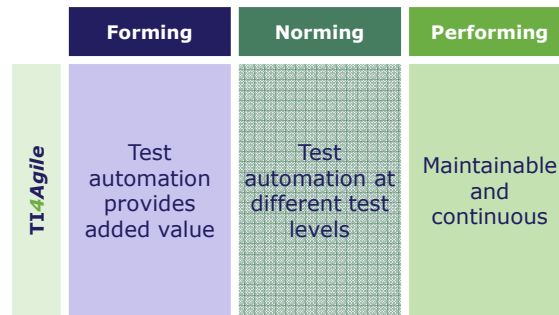 Forming
Norming
Performing
TI4Agile
Test
automation
provides
added value
Test
automation at
different test
levels
Maintainable
and
continuous